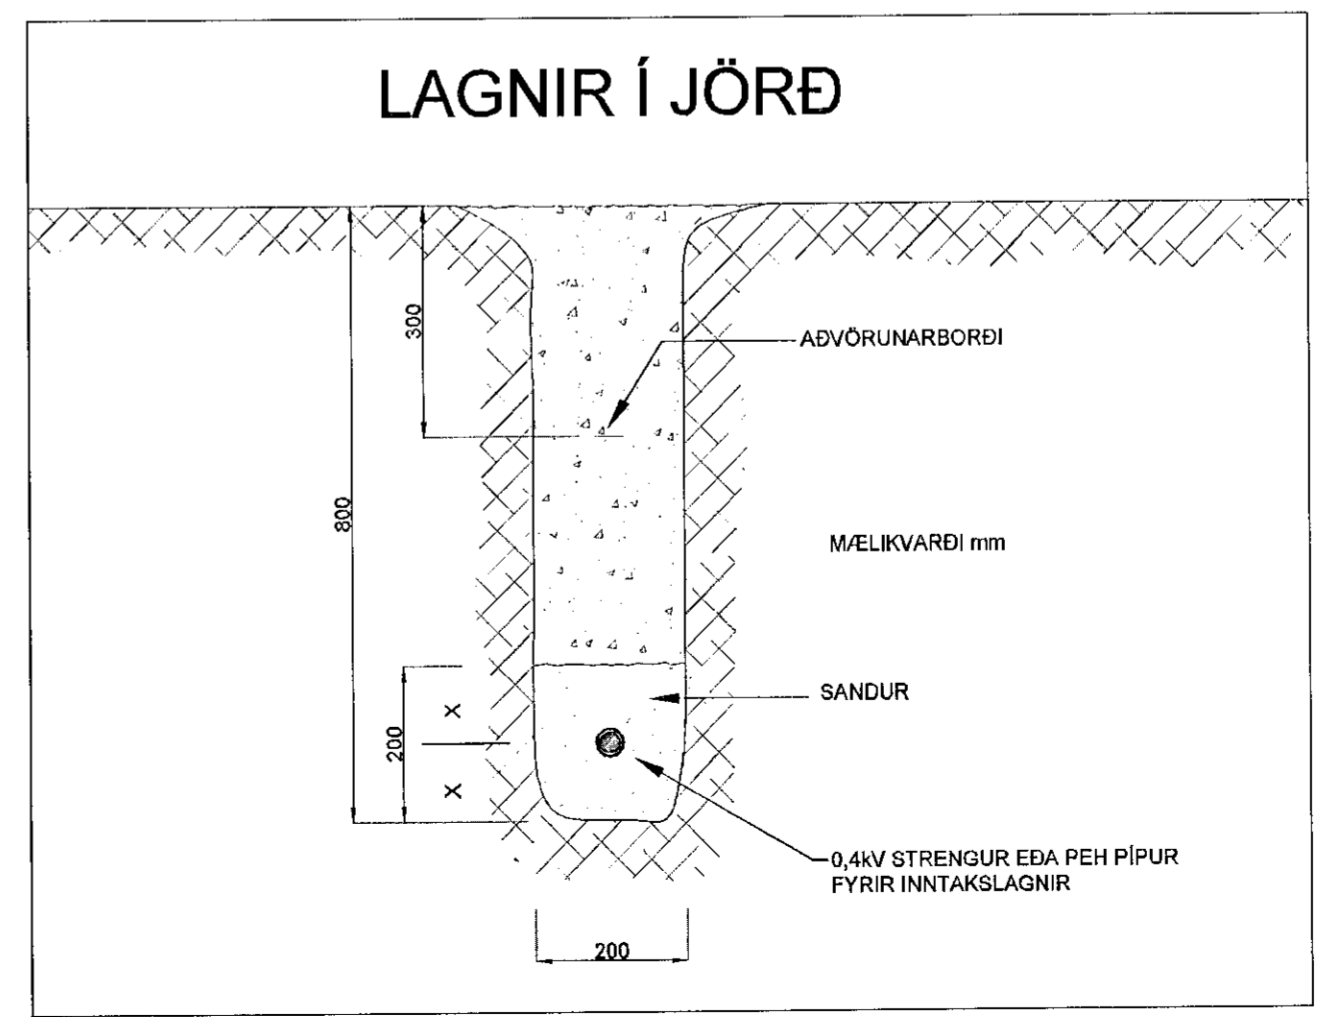 LAGNIR Í JÖRÐ
300
AÐVÖRUNARBORÐI
800
MÆLIKVARÐI mm
SANDUR
X
200
X
0,4kV STRENGUR EÐA PEH PÍPUR
FYRIR INNTAKSLAGNIR
200